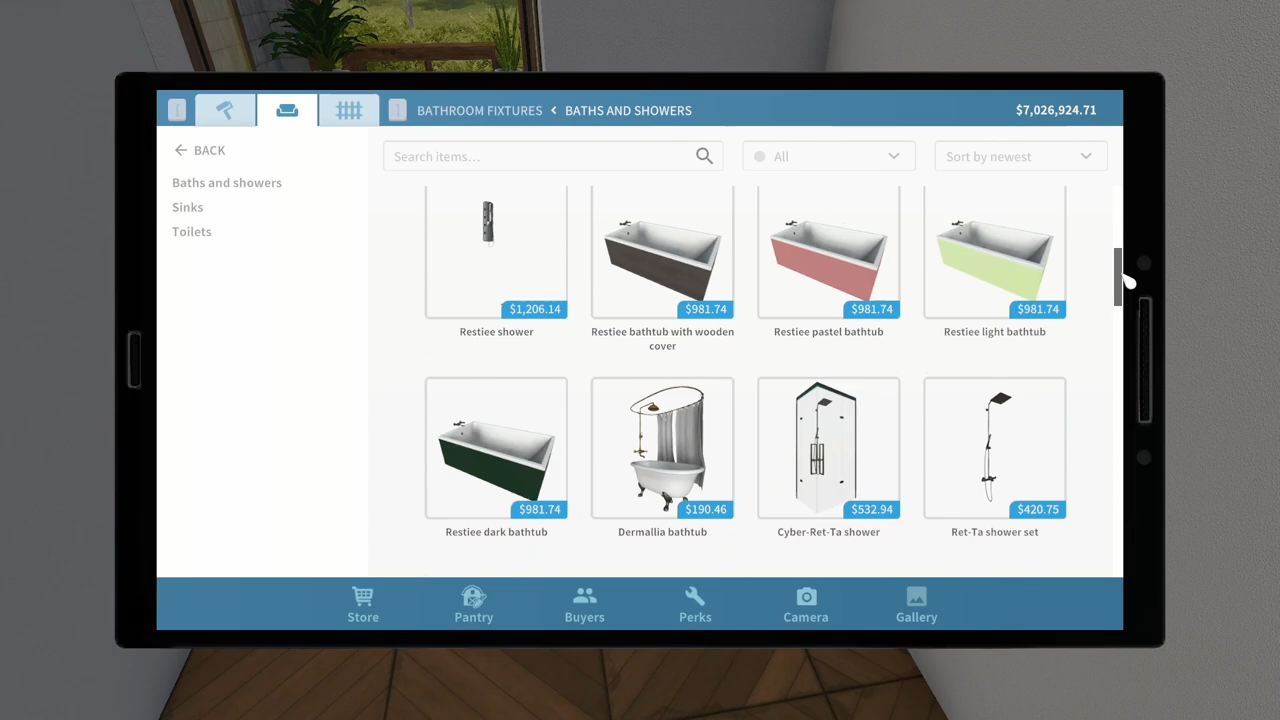 BATHROOM FIXTURES < BATHS AND SHOWERS
$7,026,924.71
BACK
Search items...
All
Sort by newest
Baths and showers
Sinks
Toilets
$1,206.14
$981.74
$981.74
$981.74
Restiee shower
Restiee bathtub with wooden
cover
Restiee pastel bathtub
Restiee light bathtub
$981.74
$190.46
$532.94
$420.75
Restiee dark bathtub
Dermallia bathtub
Cyber-Ret-Ta shower
Ret-Ta shower set
Store
Pantry
Buyers
Perks
Camera
Gallery